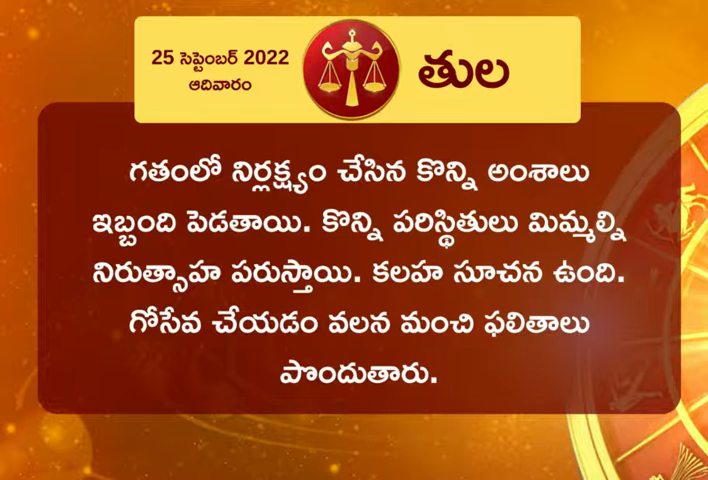 25 సెప్టెంబర్ 2022
ఆదివారం
తుల
గతంలో నిర్లక్ష్యం చేసిన కొన్ని అంశాలు
ఇబ్బంది పెడతాయి. కొన్ని పరిస్థితులు మిమ్మల్ని
నిరుత్సాహ పరుస్తాయి. కలహ సూచన ఉంది.
గోసేవ చేయడం వలన మంచి ఫలితాలు
పొందుతారు.